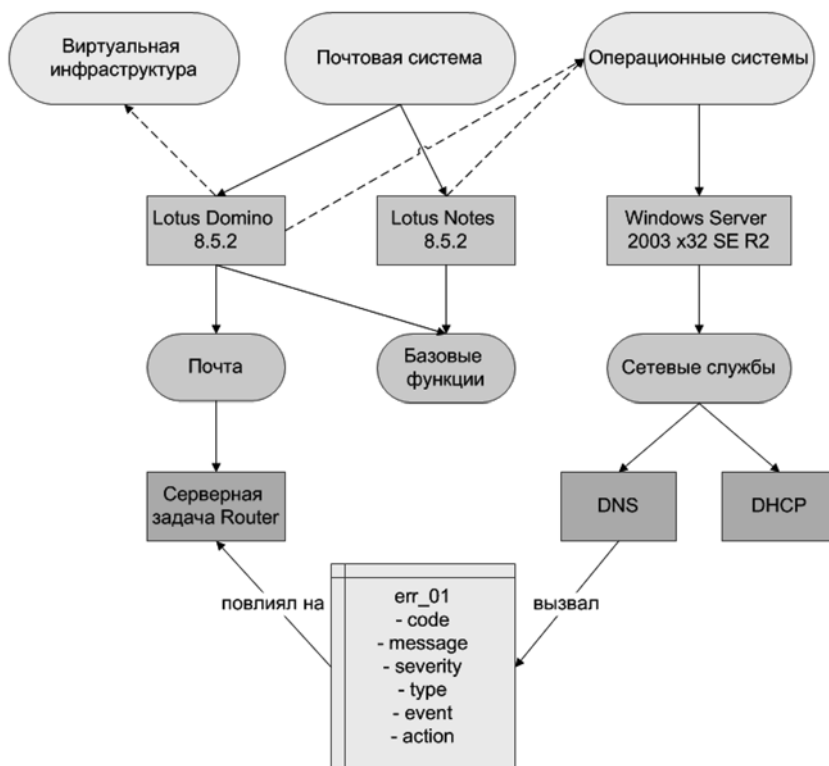 Виртуальная
инфраструктура
Почтовая система
Операционные системы
Lotus Domino
8.5.2
Lotus Notes
8.5.2
Windows Server
2003 x32 SE R2
Почта
Базовые
функции
Сетевые службы
Серверная
задача Router
DNS
DHCP
повлиял на
вызвал
err_01
- code
- message
- severity
- type
- event
- action